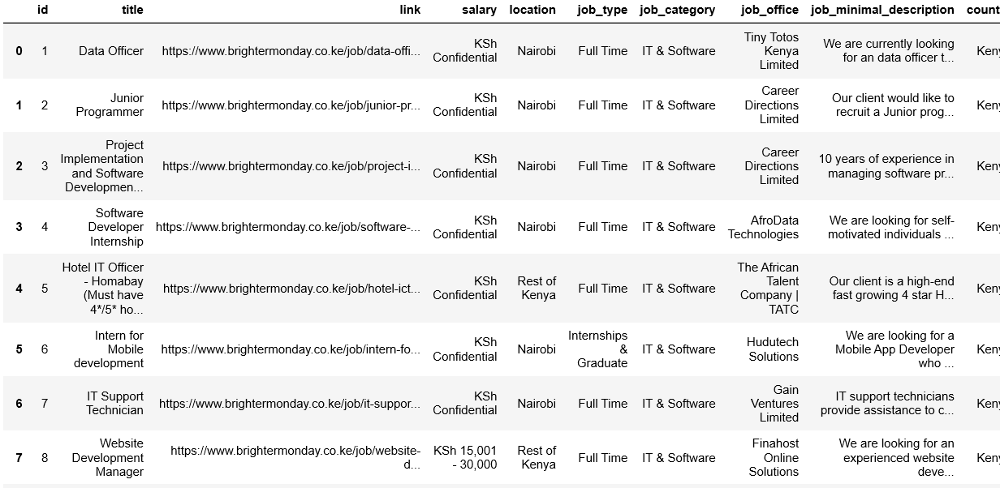 id title link salary location job_type job_category job_office job_minimal_description count
0 1 Data Officer https://www.brightermonday.co.ke/job/data-offi... KSh Confidential Nairobi Full Time IT & Software Tiny Totos Kenya Limited We are currently looking for an data officer t... Keny
1 2 Junior Programmer https://www.brightermonday.co.ke/job/junior-pr... KSh Confidential Nairobi Full Time IT & Software Career Directions Limited Our client would like to recruit a Junior prog... Keny
2 3 Project Implementation and Software Developmen... https://www.brightermonday.co.ke/job/project-i... KSh Confidential Nairobi Full Time IT & Software Career Directions Limited 10 years of experience in managing software pr... Keny
3 4 Software Developer Internship https://www.brightermonday.co.ke/job/software-... KSh Confidential Nairobi Full Time IT & Software AfroData Technologies We are looking for self-motivated individuals ... Keny
4 5 Hotel IT Officer - Homabay (Must have 4*/5* ho... https://www.brightermonday.co.ke/job/hotel-ict... KSh Confidential Rest of Kenya Full Time IT & Software The African Talent Company | TATC Our client is a high-end fast growing 4 star H... Keny
5 6 Intern for Mobile development https://www.brightermonday.co.ke/job/intern-fo... KSh Confidential Nairobi Internships & Graduate IT & Software Hudutech Solutions We are looking for a Mobile App Developer who ... Keny
6 7 IT Support Technician https://www.brightermonday.co.ke/job/it-suppor... KSh Confidential Nairobi Full Time IT & Software Gain Ventures Limited IT support technicians provide assistance to c... Keny
7 8 Website Development Manager https://www.brightermonday.co.ke/job/website-d... KSh 15,001 - 30,000 Rest of Kenya Full Time IT & Software Finahost Online Solutions We are looking for an experienced website deve... Keny